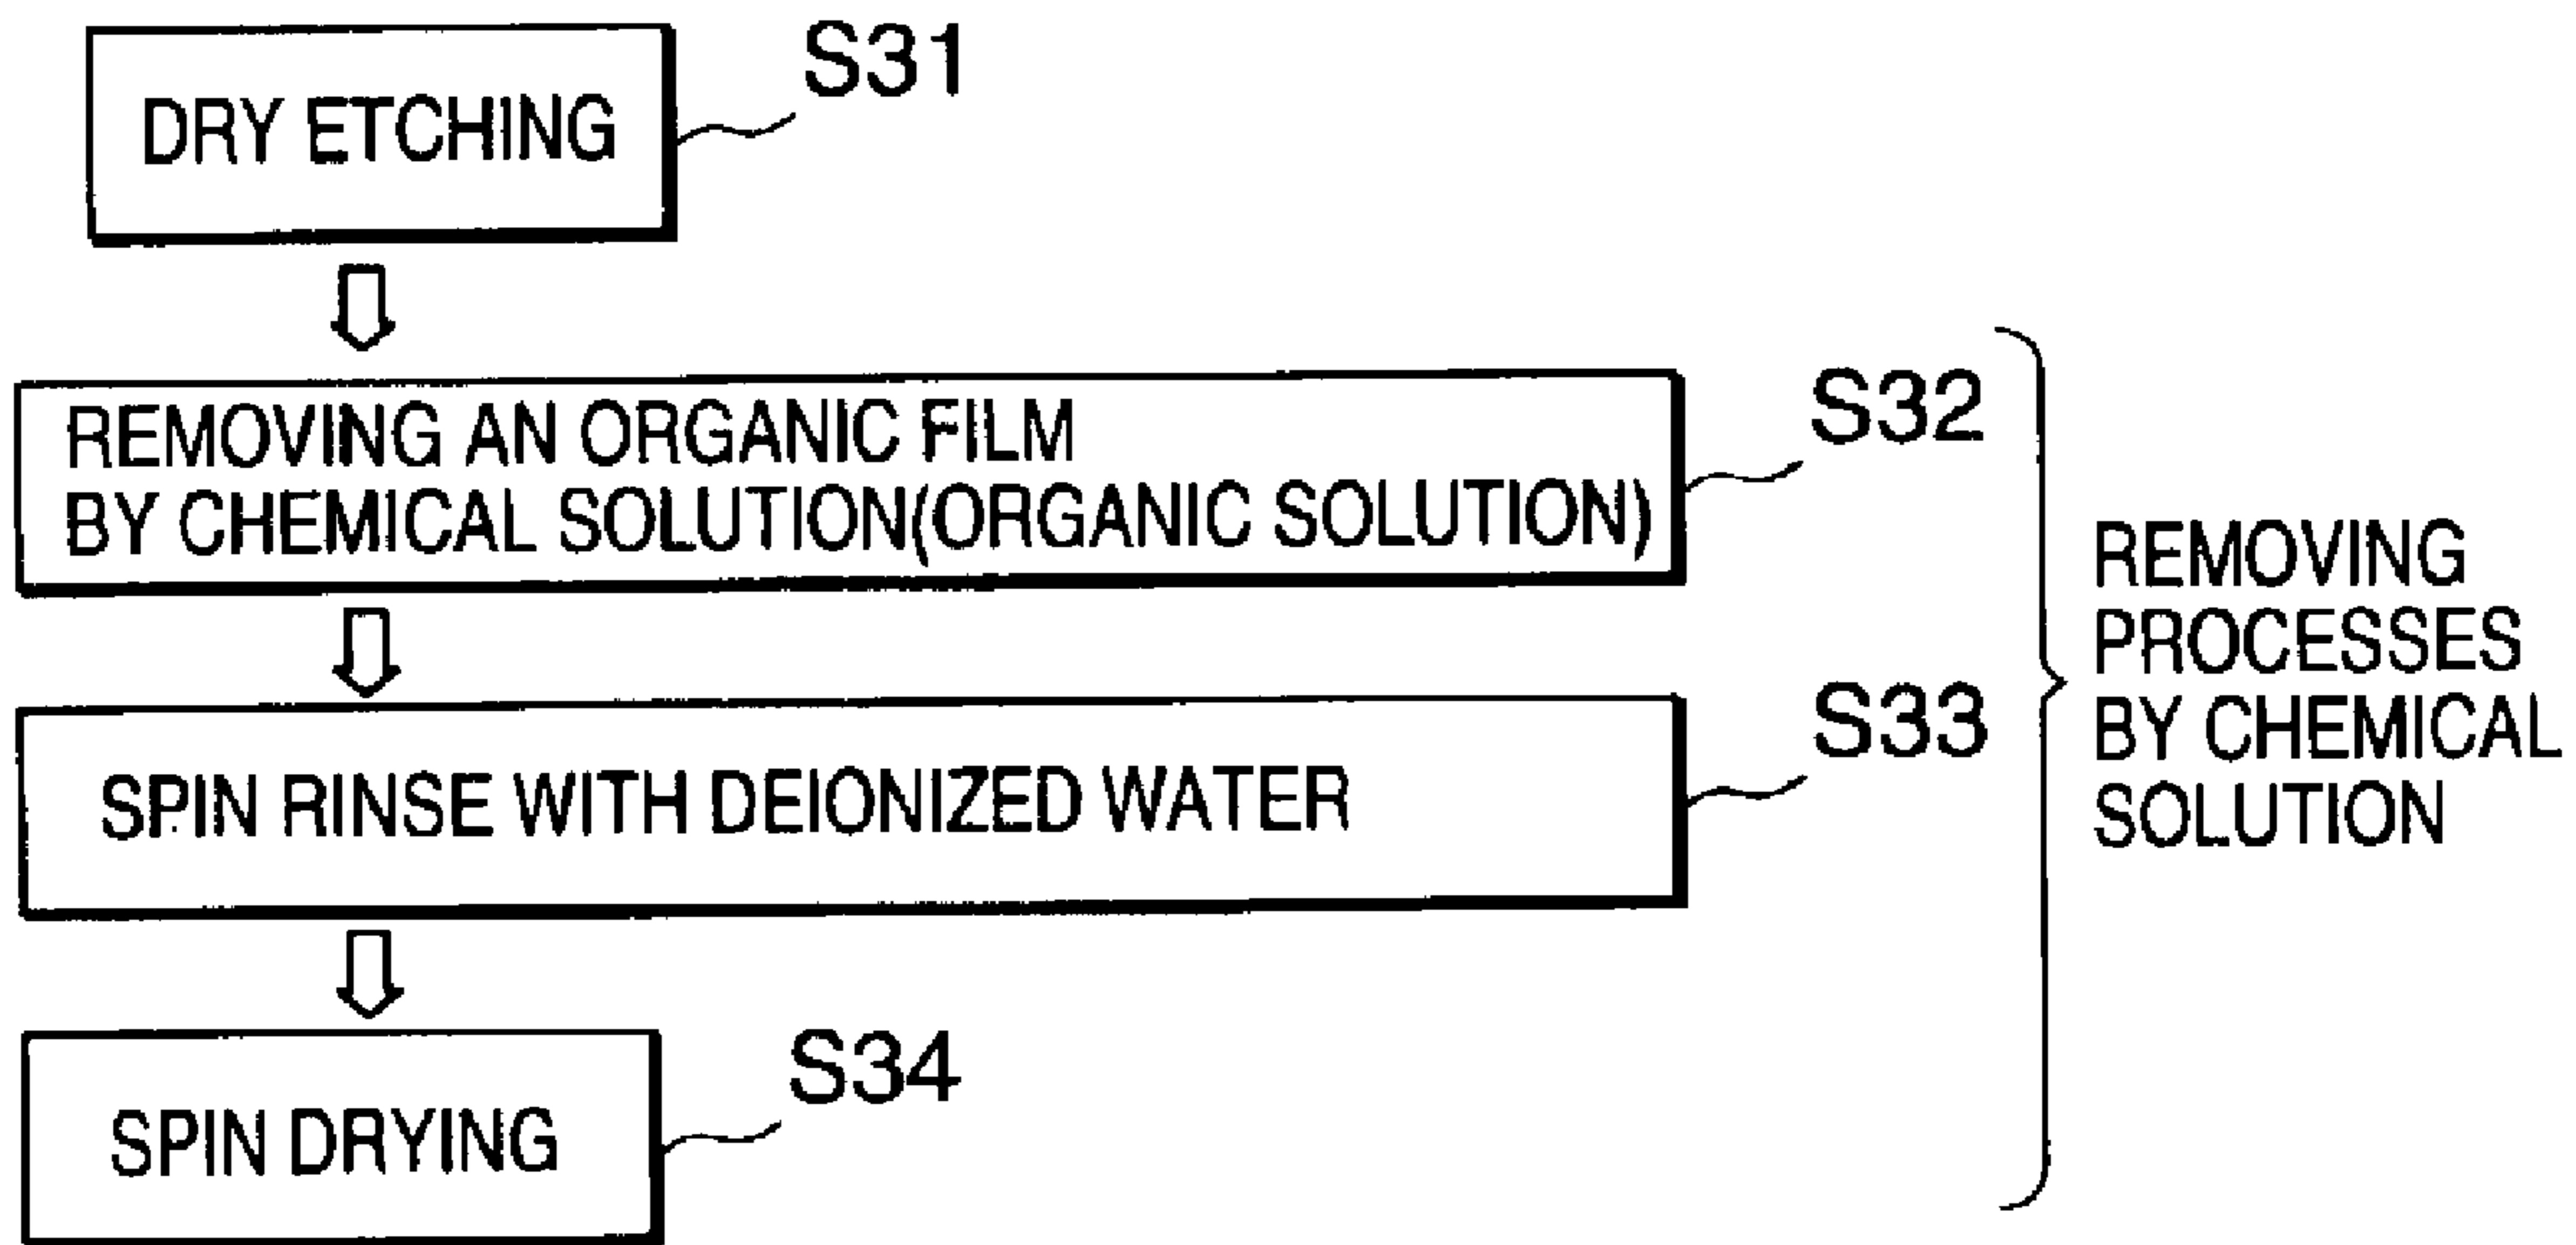 S31
DRY ETCHING
S32
REMOVING AN ORGANIC FILM
BY CHEMICAL SOLUTION(ORGANIC SOLUTION)
S33
SPIN RINSE WITH DEIONIZED WATER
S34
SPIN DRYING
REMOVING
PROCESSES
BY CHEMICAL
SOLUTION